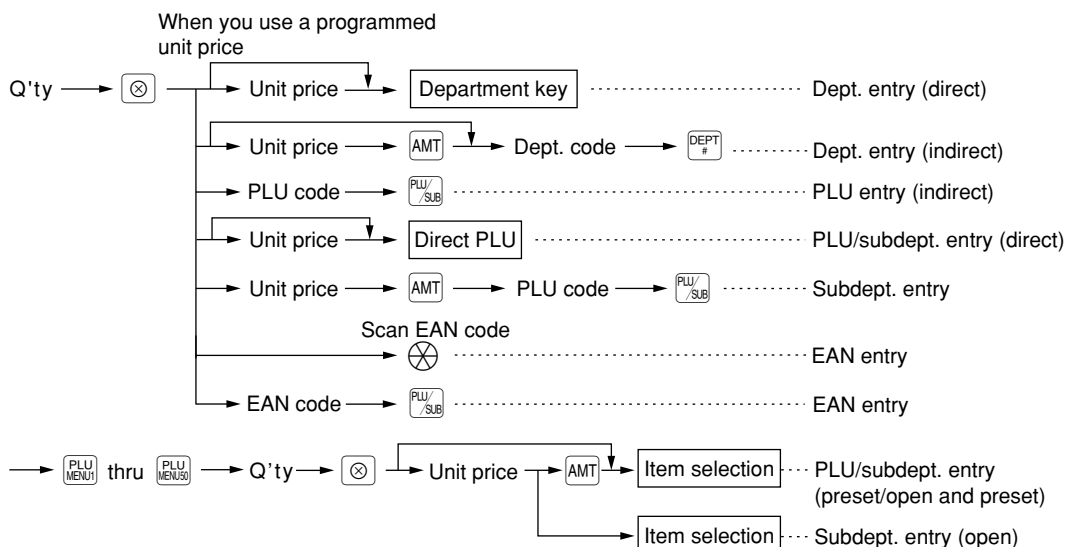 When you use a programmed
unit price
Q'ty ⊗ Unit price Department key Dept. entry (direct)
Unit price AMT Dept. code DEPT # Dept. entry (indirect)
PLU code PLU/SUB PLU entry (indirect)
Unit price Direct PLU PLU/subdept. entry (direct)
Unit price AMT PLU code PLU/SUB Subdept. entry
Scan EAN code
EAN entry
EAN code PLU/SUB EAN entry
PLU MENU1 thru PLU MENU50 Q'ty ⊗ Unit price AMT Item selection PLU/subdept. entry
(preset/open and preset)
Item selection Subdept. entry (open)